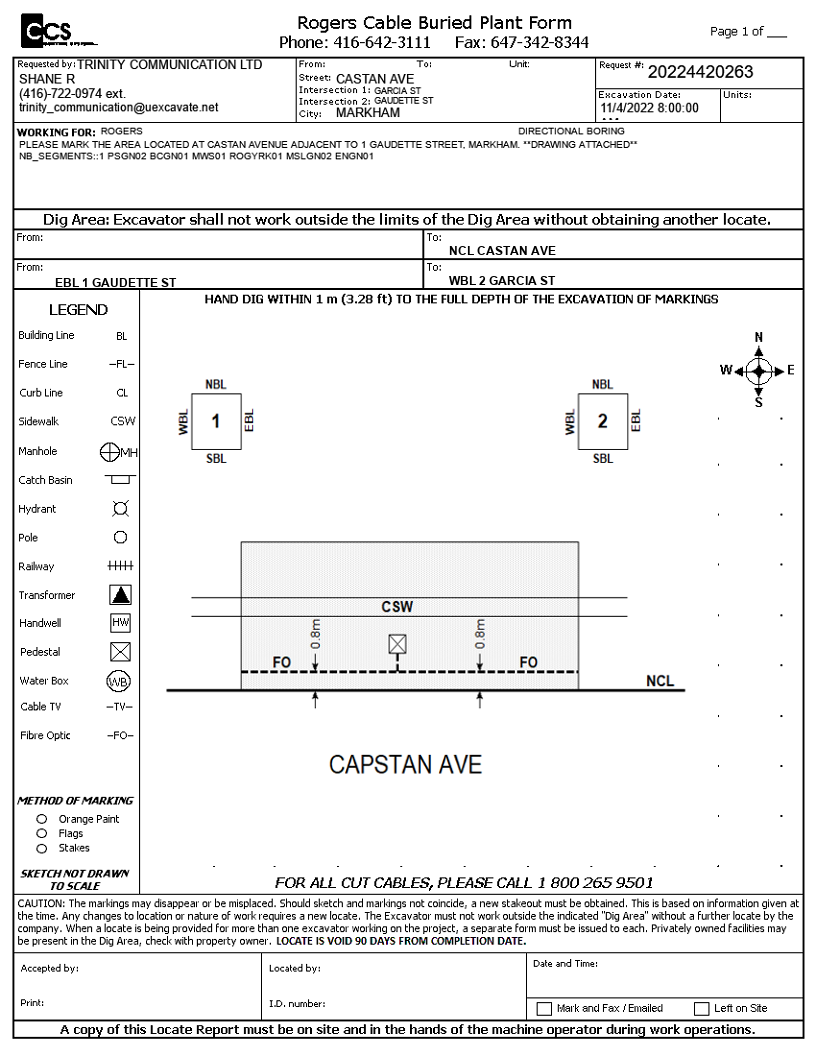 CCS
Rogers Cable Buried Plant Form
Phone: 416-642-3111 Fax: 647-342-8344
Page 1 of ___
Requested by: TRINITY COMMUNICATION LTD
SHANE R
(416)-722-0974 ext.
trinity_communication@uexcavate.net
From: To: Unit:
Street: CASTAN AVE
Intersection 1: GARCIA ST
Intersection 2: GAUDETTE ST
City: MARKHAM
Request #: 20224420263
Excavation Date:
11/4/2022 8:00:00
Units:
WORKING FOR: ROGERS DIRECTIONAL BORING
PLEASE MARK THE AREA LOCATED AT CASTAN AVENUE ADJACENT TO 1 GAUDETTE STREET, MARKHAM. **DRAWING ATTACHED**
NB_SEGMENTS::1 PSGN02 BCGN01 MWS01 ROGYRK01 MSLGN02 ENGN01
Dig Area: Excavator shall not work outside the limits of the Dig Area without obtaining another locate.
From:
To:
NCL CASTAN AVE
From:
EBL 1 GAUDETTE ST
To:
WBL 2 GARCIA ST
HAND DIG WITHIN 1 m (3.28 ft) TO THE FULL DEPTH OF THE EXCAVATION OF MARKINGS
LEGEND
Building Line BL
Fence Line –FL–
Curb Line CL
Sidewalk CSW
Manhole MH
Catch Basin
Hydrant
Pole
Railway
Transformer
Handwell HW
Pedestal
Water Box WB
Cable TV –TV–
Fibre Optic –FO–
METHOD OF MARKING
Orange Paint
Flags
Stakes
SKETCH NOT DRAWN
TO SCALE
N
W E
S
NBL
WBL 1 EBL
SBL
NBL
WBL 2 EBL
SBL
CSW
0.8m 0.8m
FO FO
NCL
CAPSTAN AVE
FOR ALL CUT CABLES, PLEASE CALL 1 800 265 9501
CAUTION: The markings may disappear or be misplaced. Should sketch and markings not coincide, a new stakeout must be obtained. This is based on information given at
the time. Any changes to location or nature of work requires a new locate. The Excavator must not work outside the indicated "Dig Area" without a further locate by the
company. When a locate is being provided for more than one excavator working on the project, a separate form must be issued to each. Privately owned facilities may
be present in the Dig Area, check with property owner. LOCATE IS VOID 90 DAYS FROM COMPLETION DATE.
Accepted by:
Print:
Located by:
I.D. number:
Date and Time:
Mark and Fax / Emailed Left on Site
A copy of this Locate Report must be on site and in the hands of the machine operator during work operations.